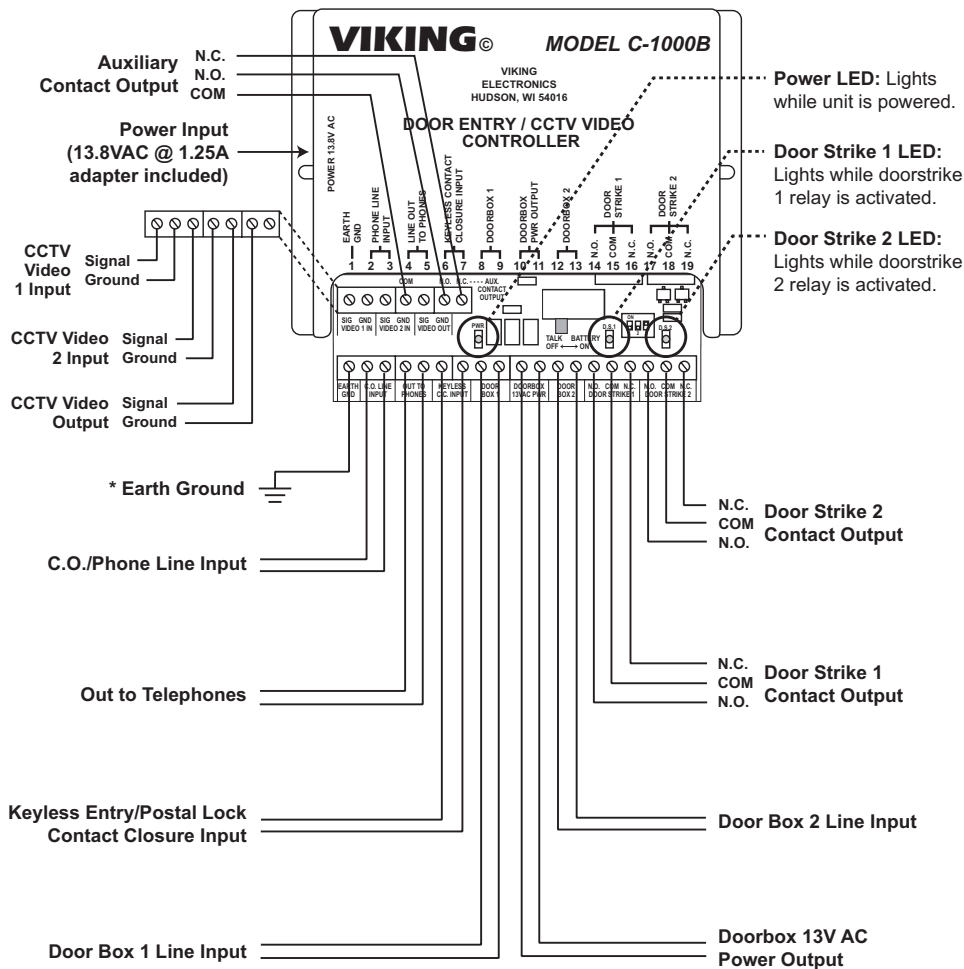 VIKING©
MODEL C-1000B
VIKING
ELECTRONICS
HUDSON, WI 54016
DOOR ENTRY / CCTV VIDEO
CONTROLLER
POWER 13.8V AC
Auxiliary
Contact Output
N.C.
N.O.
COM
Power Input
(13.8VAC @ 1.25A
adapter included)
Power LED: Lights
while unit is powered.
Door Strike 1 LED:
Lights while doorstrike
1 relay is activated.
Door Strike 2 LED:
Lights while doorstrike
2 relay is activated.
EARTH
GND
PHONE LINE
INPUT
LINE OUT
TO PHONES
KEYLESS CONTACT
CLOSURE INPUT
DOORBOX 1
DOORBOX
PWR OUTPUT
DOORBOX 2
DOOR
STRIKE 1
DOOR
STRIKE 2
N.O.
COM
N.C.
N.O.
COM
N.C.
1 2 3 4 5 6 7 8 9 10 11 12 13 14 15 16 17 18 19
COM N.O. N.C. - - - - AUX.
CONTACT
OUTPUT
SIG GND SIG GND SIG GND
VIDEO 1 IN VIDEO 2 IN VIDEO OUT
PWR
TALK BATTERY
OFF ←→ ON
D.S.1
ON
1 2
D.S.2
EARTH
GND
C.O. LINE
INPUT
OUT TO
PHONES
KEYLESS
C.C. INPUT
DOOR
BOX 1
DOORBOX
13VAC PWR
DOOR
BOX 2
N.O. COM N.C.
DOOR STRIKE 1
N.O. COM N.C.
DOOR STRIKE 2
CCTV
Video
1 Input
Signal
Ground
CCTV Video
2 Input
Signal
Ground
CCTV Video
Output
Signal
Ground
* Earth Ground
C.O./Phone Line Input
Out to Telephones
Keyless Entry/Postal Lock
Contact Closure Input
Door Box 1 Line Input
N.C.
COM
N.O.
Door Strike 2
Contact Output
N.C.
COM
N.O.
Door Strike 1
Contact Output
Door Box 2 Line Input
Doorbox 13V AC
Power Output